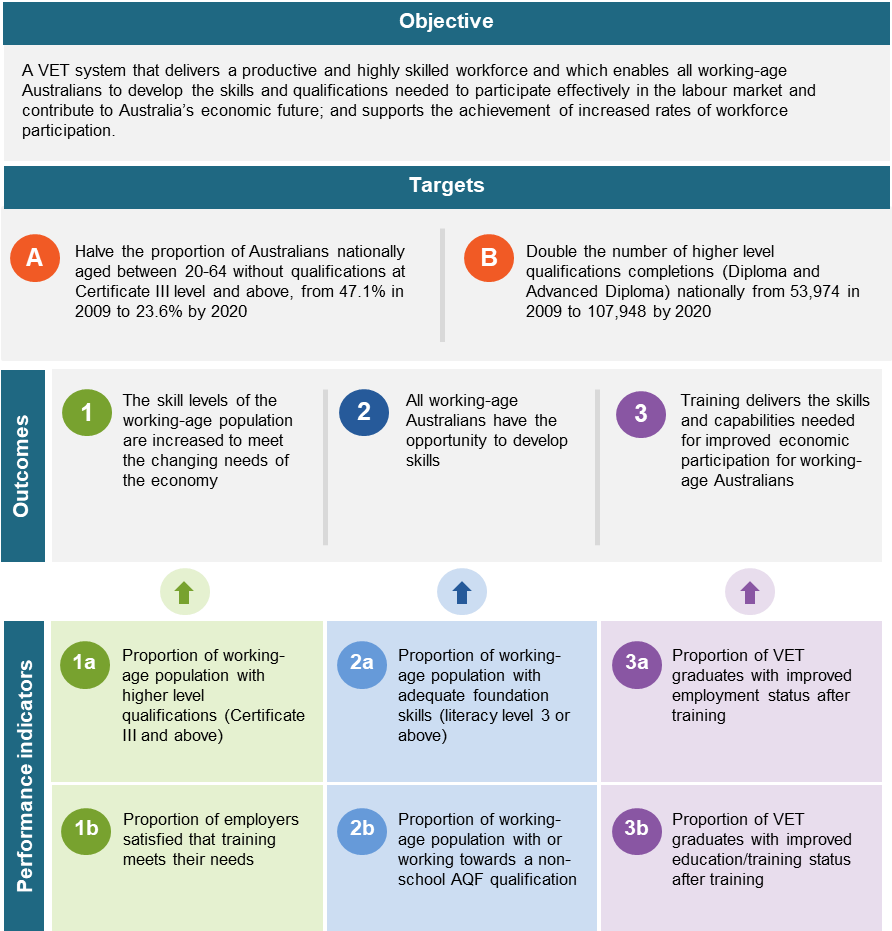 Objective
A VET system that delivers a productive and highly skilled workforce and which enables all working-age
Australians to develop the skills and qualifications needed to participate effectively in the labour market and
contribute to Australia's economic future; and supports the achievement of increased rates of workforce
participation.
Targets
A
Halve the proportion of Australians nationally
aged between 20-64 without qualifications at
Certificate III level and above, from 47.1% in
2009 to 23.6% by 2020
B
Double the number of higher level
qualifications completions (Diploma and
Advanced Diploma) nationally from 53,974 in
2009 to 107,948 by 2020
Outcomes
1
The skill levels of the
working-age population
are increased to meet
the changing needs of
the economy
2
All working-age
Australians have the
opportunity to develop
skills
3
Training delivers the skills
and capabilities needed
for improved economic
participation for working-
age Australians
Performance indicators
1a
Proportion of working-
age population with
higher level
qualifications (Certificate
III and above)
2a
Proportion of working-
age population with
adequate foundation
skills (literacy level 3 or
above)
3a
Proportion of VET
graduates with improved
employment status after
training
1b
Proportion of employers
satisfied that training
meets their needs
2b
Proportion of working-
age population with or
working towards a non-
school AQF qualification
3b
Proportion of VET
graduates with improved
education/training status
after training